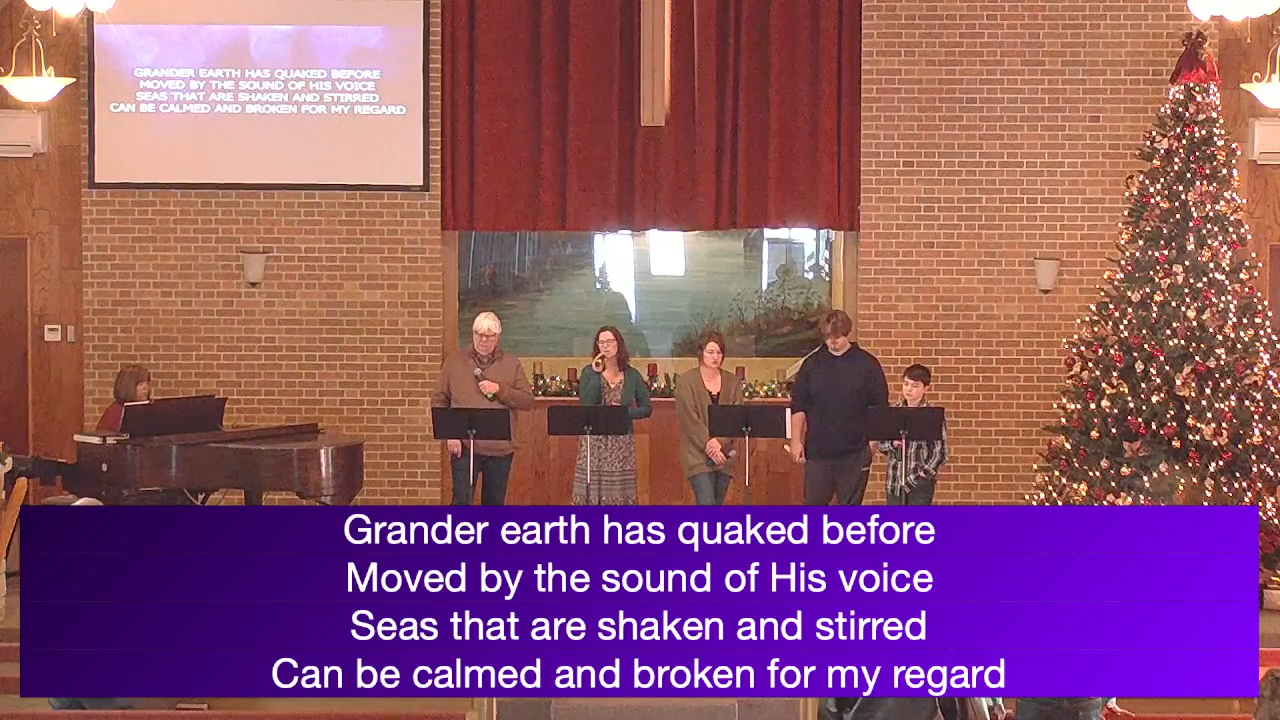 GRANDER EARTH HAS QUAKED BEFORE
MOVED BY THE SOUND OF HIS VOICE
SEAS THAT ARE SHAKEN AND STIRRED
CAN BE CALMED AND BROKEN FOR MY REGARD
Grander earth has quaked before
Moved by the sound of His voice
Seas that are shaken and stirred
Can be calmed and broken for my regard